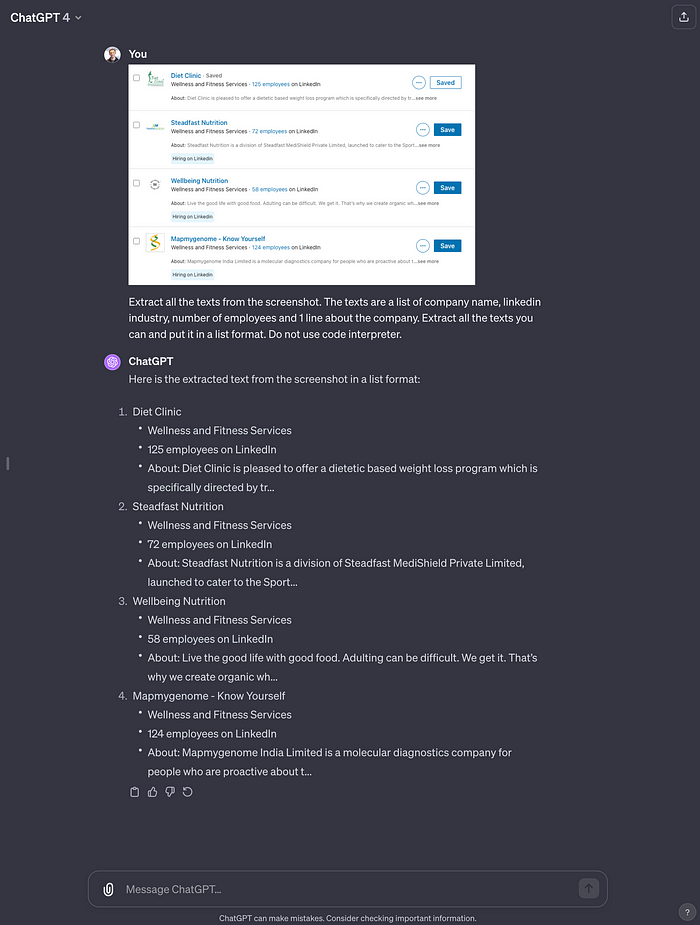 ChatGPT 4
You
Diet Clinic · Saved
Wellness and Fitness Services · 125 employees on LinkedIn
Saved
About: Diet Clinic is pleased to offer a dietetic based weight loss program which is specifically directed by tr...see more
Steadfast Nutrition
Wellness and Fitness Services · 72 employees on LinkedIn
Save
About: Steadfast Nutrition is a division of Steadfast MediShield Private Limited, launched to cater to the Sport...see more
Hiring on LinkedIn
Wellbeing Nutrition
Wellness and Fitness Services · 58 employees on LinkedIn
Save
About: Live the good life with good food. Adulting can be difficult. We get it. That's why we create organic wh...see more
Hiring on LinkedIn
Mapmygenome - Know Yourself
Wellness and Fitness Services · 124 employees on LinkedIn
Save
About: Mapmygenome India Limited is a molecular diagnostics company for people who are proactive about t...see more
Hiring on LinkedIn
Extract all the texts from the screenshot. The texts are a list of company name, linkedin
industry, number of employees and 1 line about the company. Extract all the texts you
can and put it in a list format. Do not use code interpreter.
ChatGPT
Here is the extracted text from the screenshot in a list format:
1. Diet Clinic
• Wellness and Fitness Services
• 125 employees on LinkedIn
• About: Diet Clinic is pleased to offer a dietetic based weight loss program which is
specifically directed by tr...
2. Steadfast Nutrition
• Wellness and Fitness Services
• 72 employees on LinkedIn
• About: Steadfast Nutrition is a division of Steadfast MediShield Private Limited,
launched to cater to the Sport...
3. Wellbeing Nutrition
• Wellness and Fitness Services
• 58 employees on LinkedIn
• About: Live the good life with good food. Adulting can be difficult. We get it. That's
why we create organic wh...
4. Mapmygenome - Know Yourself
• Wellness and Fitness Services
• 124 employees on LinkedIn
• About: Mapmygenome India Limited is a molecular diagnostics company for
people who are proactive about t...
Message ChatGPT...
ChatGPT can make mistakes. Consider checking important information.
?